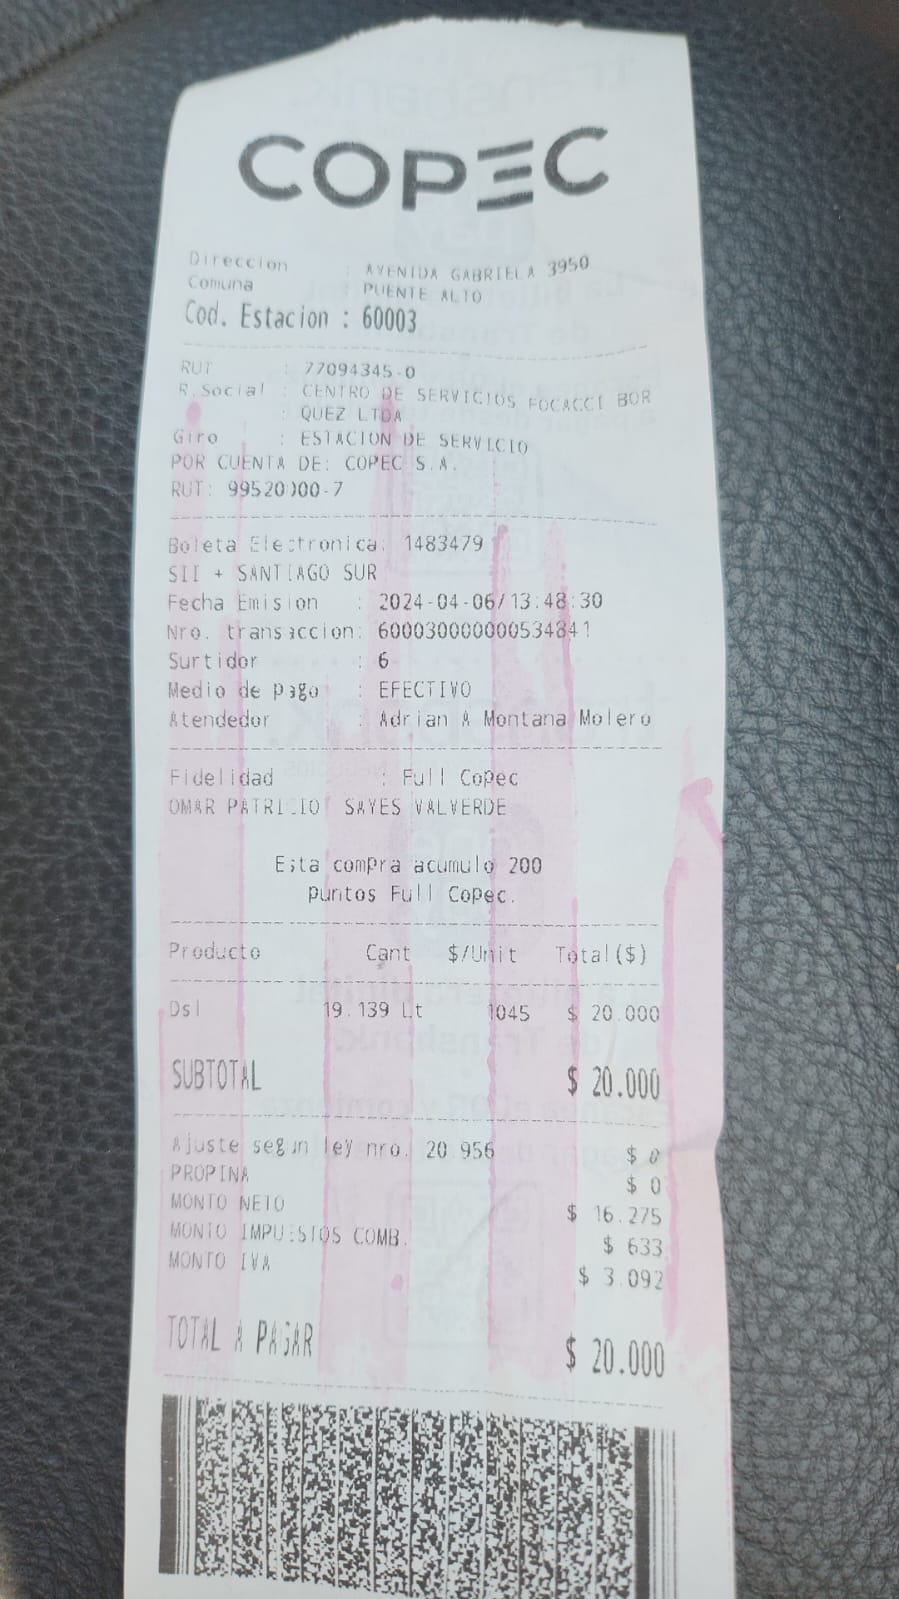 COPEC
Direccion : AVENIDA GABRIELA 3950
Comuna PUENTE ALTO
Cod. Estacion : 60003
RUT : 77094345-0
R.Social : CENTRO DE SERVICIOS FOCACCI BOR
: QUEZ LTDA
Giro : ESTACION DE SERVICIO
POR CUENTA DE: COPEC S.A.
RUT: 99520000-7
Boleta Electronica: 1483479
SII + SANTIAGO SUR
Fecha Emision : 2024-04-06/13:48:30
Nro. transaccion: 600030000000534841
Surtidor : 6
Medio de pago : EFECTIVO
Atendedor : Adrian A Montana Molero
Fidelidad : Full Copec
OMAR PATRICIO SAYES VALVERDE
Esta compra acumulo 200
puntos Full Copec.
Producto Cant $/Unit Total($)
Dsl 19.139 Lt 1045 $ 20.000
SUBTOTAL $ 20.000
Ajuste segun ley nro. 20.956 $ 0
PROPINA $ 0
MONTO NETO $ 16.275
MONTO IMPUESTOS COMB. $ 633
MONTO IVA $ 3.092
TOTAL A PAGAR $ 20.000